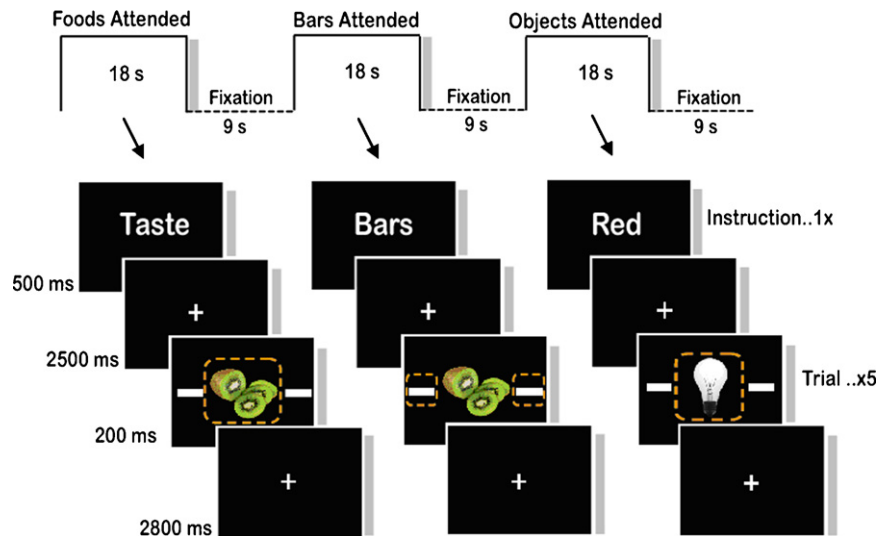 Foods Attended Bars Attended Objects Attended
18 s 18 s 18 s
Fixation Fixation Fixation
9 s 9 s 9 s
Taste Bars Red
Instruction..1x
500 ms
+ + +
2500 ms
Trial ..x5
200 ms
+ + +
2800 ms